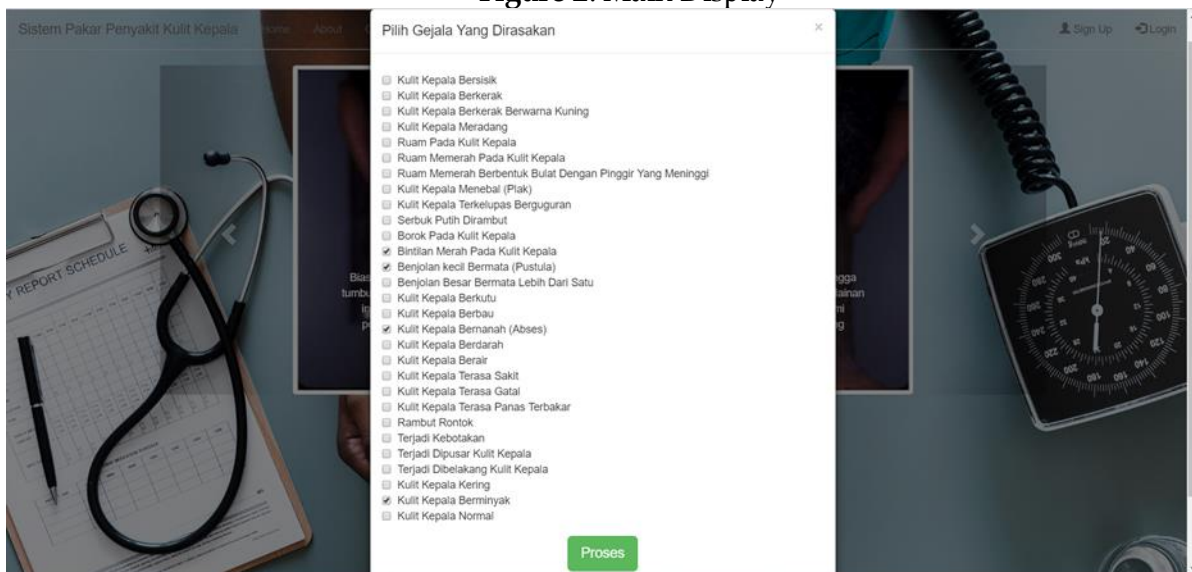 Figure 2. Main Display
Sistem Pakar Penyakit Kulit Kepala Home About
Sign Up Login
Pilih Gejala Yang Dirasakan ×
Kulit Kepala Bersisik
Kulit Kepala Berkerak
Kulit Kepala Berkerak Berwarna Kuning
Kulit Kepala Meradang
Ruam Pada Kulit Kepala
Ruam Memerah Pada Kulit Kepala
Ruam Memerah Berbentuk Bulat Dengan Pinggir Yang Meninggi
Kulit Kepala Menebal (Plak)
Kulit Kepala Terkelupas Berguguran
Serbuk Putih Dirambut
Borok Pada Kulit Kepala
Bintilan Merah Pada Kulit Kepala
Benjolan kecil Bermata (Pustula)
Benjolan Besar Bermata Lebih Dari Satu
Kulit Kepala Berkutu
Kulit Kepala Berbau
Kulit Kepala Bernanah (Abses)
Kulit Kepala Berdarah
Kulit Kepala Berair
Kulit Kepala Terasa Sakit
Kulit Kepala Terasa Gatal
Kulit Kepala Terasa Panas Terbakar
Rambut Rontok
Terjadi Kebotakan
Terjadi Dipusar Kulit Kepala
Terjadi Dibelakang Kulit Kepala
Kulit Kepala Kering
Kulit Kepala Berminyak
Kulit Kepala Normal
Proses
REPORT SCHEDULE